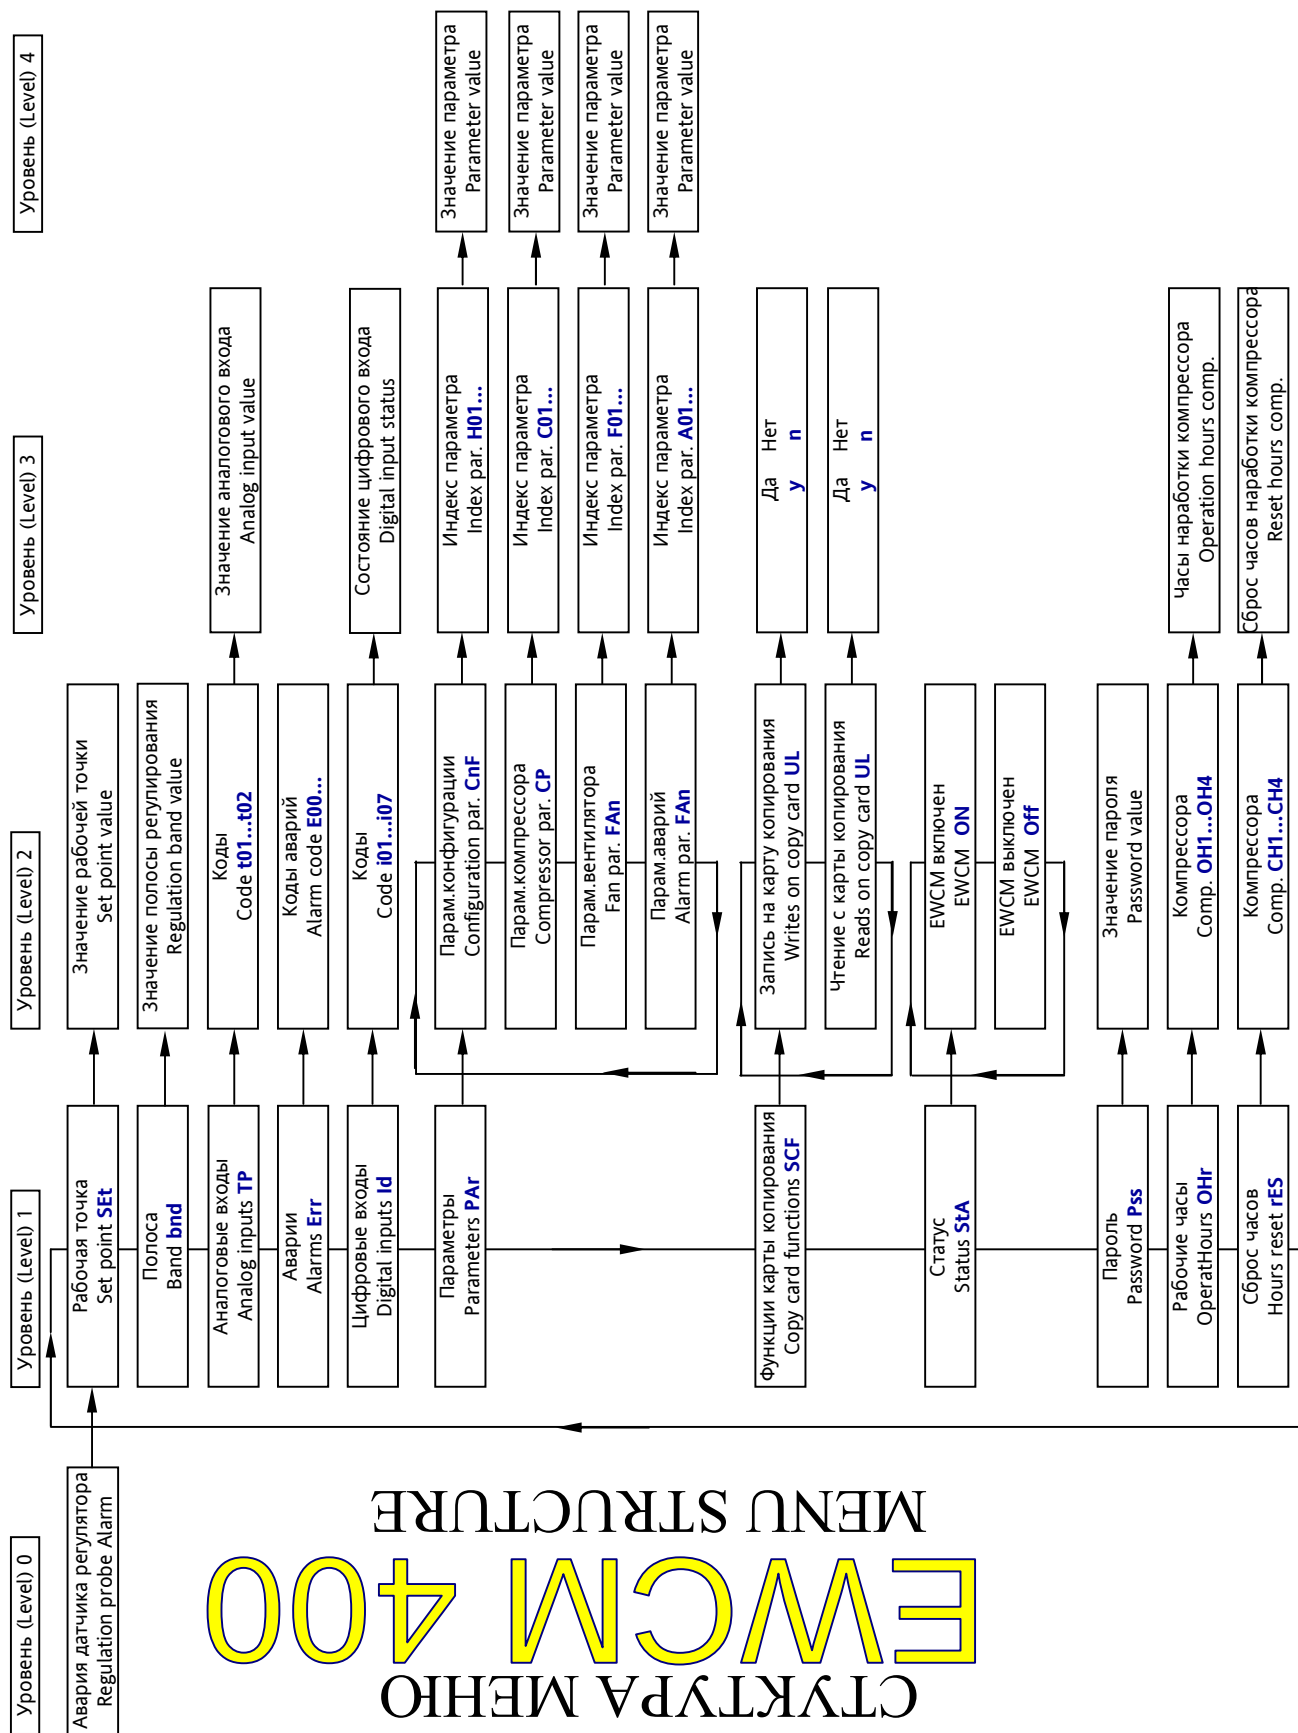 СТУКТУРА МЕНЮ
EWCM 400
MENU STRUCTURE
Уровень (Level) 0
Авария датчика регулятора
Regulation probe Alarm
Уровень (Level) 1
Рабочая точка
Set point SEt
Полоса
Band bnd
Аналоговые входы
Analog inputs TP
Аварии
Alarms Err
Цифровые входы
Digital inputs Id
Параметры
Parameters PAr
Функции карты копирования
Copy card functions SCF
Статус
Status StA
Пароль
Password Pss
Рабочие часы
OperatHours OHr
Сброс часов
Hours reset rES
Уровень (Level) 2
Значение рабочей точки
Set point value
Значение полосы регулирования
Regulation band value
Коды
Code t01...t02
Коды аварий
Alarm code E00...
Коды
Code i01...i07
Парам.конфигурации
Configuration par. CnF
Парам.компрессора
Compressor par. CP
Парам.вентилятора
Fan par. FAn
Парам.аварий
Alarm par. FAn
Запись на карту копирования
Writes on copy card UL
Чтение с карты копирования
Reads on copy card UL
EWCM включен
EWCM ON
EWCM выключен
EWCM Off
Значение пароля
Password value
Компрессора
Comp. OH1...OH4
Компрессора
Comp. CH1...CH4
Уровень (Level) 3
Значение аналогового входа
Analog input value
Состояние цифрового входа
Digital input status
Индекс параметра
Index par. H01...
Индекс параметра
Index par. C01...
Индекс параметра
Index par. F01...
Индекс параметра
Index par. A01...
Да Нет
y n
Да Нет
y n
Часы наработки компрессора
Operation hours comp.
Сброс часов наработки компрессора
Reset hours comp.
Уровень (Level) 4
Значение параметра
Parameter value
Значение параметра
Parameter value
Значение параметра
Parameter value
Значение параметра
Parameter value